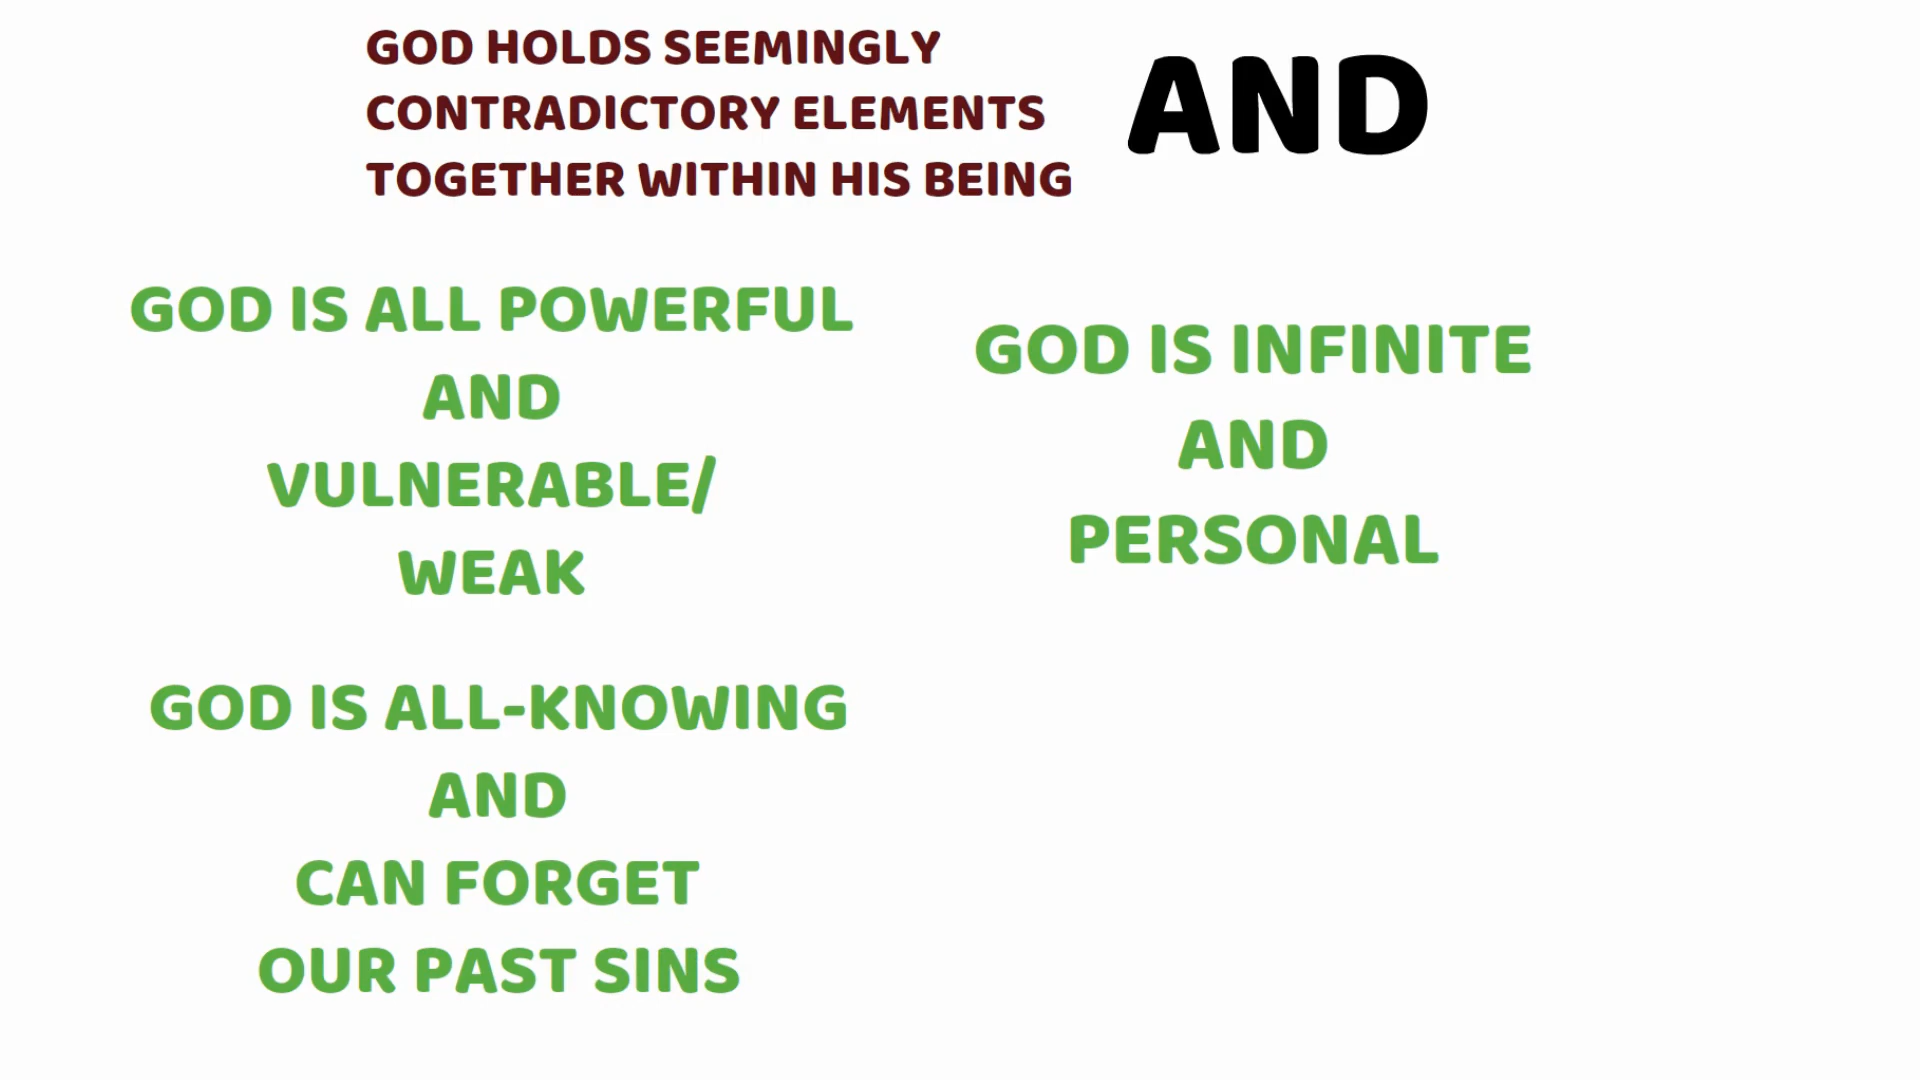 GOD HOLDS SEEMINGLY
CONTRADICTORY ELEMENTS
TOGETHER WITHIN HIS BEING
AND
GOD IS ALL POWERFUL
AND
VULNERABLE/
WEAK
GOD IS INFINITE
AND
PERSONAL
GOD IS ALL-KNOWING
AND
CAN FORGET
OUR PAST SINS